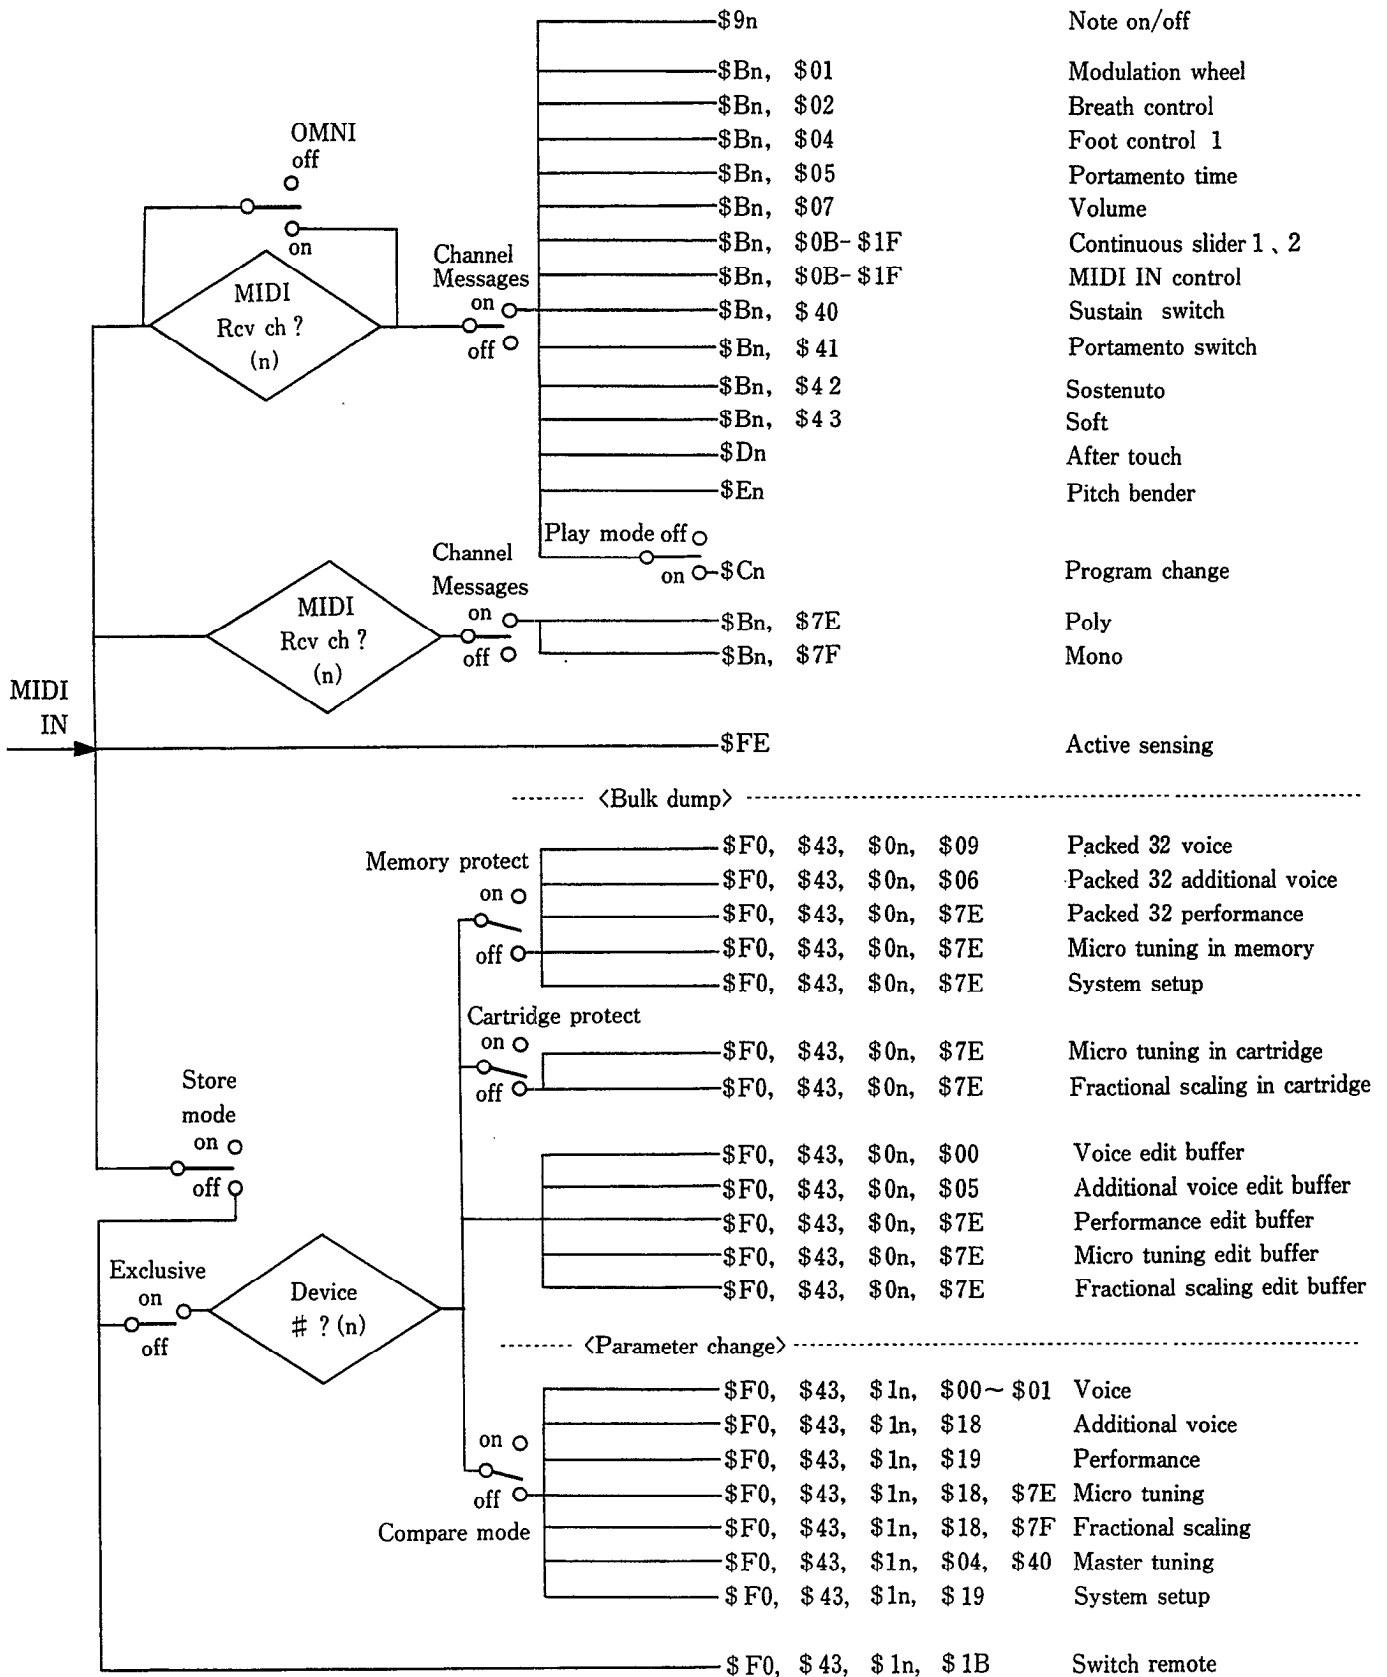 $9n Note on/off
$Bn, $01 Modulation wheel
$Bn, $02 Breath control
$Bn, $04 Foot control 1
$Bn, $05 Portamento time
$Bn, $07 Volume
$Bn, $0B-$1F Continuous slider 1、2
$Bn, $0B-$1F MIDI IN control
$Bn, $40 Sustain switch
$Bn, $41 Portamento switch
$Bn, $42 Sostenuto
$Bn, $43 Soft
$Dn After touch
$En Pitch bender
Play mode off
on $Cn Program change
OMNI
off
on
MIDI
Rcv ch ?
(n)
Channel
Messages
on
off
Channel
Messages
on
off
MIDI
Rcv ch ?
(n)
$Bn, $7E Poly
$Bn, $7F Mono
MIDI
IN
$FE Active sensing
〈Bulk dump〉
Memory protect
on
off
$F0, $43, $0n, $09 Packed 32 voice
$F0, $43, $0n, $06 Packed 32 additional voice
$F0, $43, $0n, $7E Packed 32 performance
$F0, $43, $0n, $7E Micro tuning in memory
$F0, $43, $0n, $7E System setup
Cartridge protect
on
off
$F0, $43, $0n, $7E Micro tuning in cartridge
$F0, $43, $0n, $7E Fractional scaling in cartridge
Store
mode
on
off
$F0, $43, $0n, $00 Voice edit buffer
$F0, $43, $0n, $05 Additional voice edit buffer
$F0, $43, $0n, $7E Performance edit buffer
$F0, $43, $0n, $7E Micro tuning edit buffer
$F0, $43, $0n, $7E Fractional scaling edit buffer
Exclusive
on
off
Device
# ? (n)
〈Parameter change〉
on
off
Compare mode
$F0, $43, $1n, $00~ $01 Voice
$F0, $43, $1n, $18 Additional voice
$F0, $43, $1n, $19 Performance
$F0, $43, $1n, $18, $7E Micro tuning
$F0, $43, $1n, $18, $7F Fractional scaling
$F0, $43, $1n, $04, $40 Master tuning
$F0, $43, $1n, $19 System setup
$F0, $43, $1n, $1B Switch remote